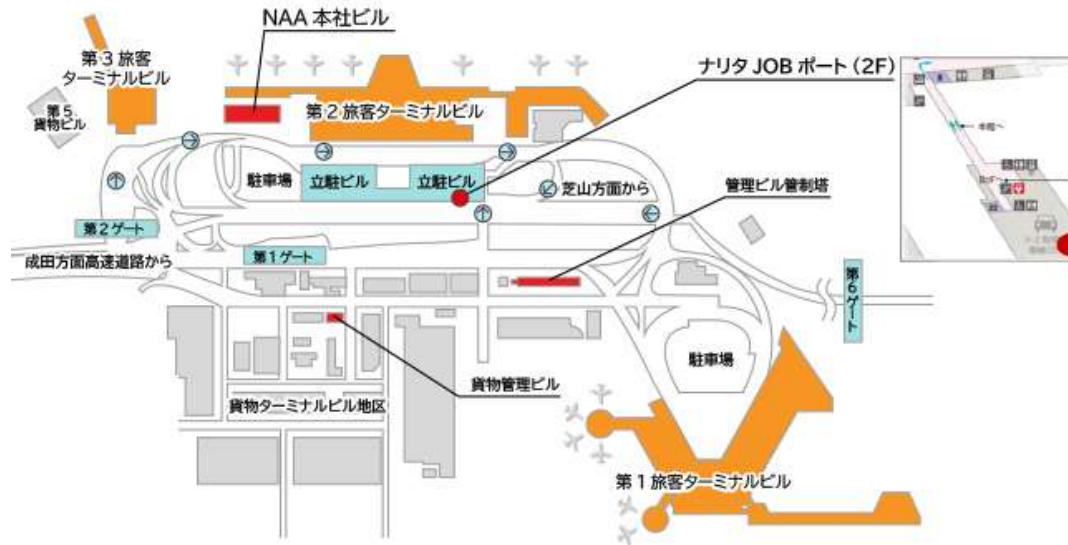 NAA 本社ビル
第3旅客
ターミナルビル
ナリタ JOB ポート (2F)
第5
貨物ビル
第2旅客ターミナルビル
駐車場
立駐ビル
立駐ビル
芝山方面から
管理ビル管制塔
第2ゲート
成田方面高速道路から
第1ゲート
第6ゲート
駐車場
貨物管理ビル
貨物ターミナルビル地区
第1旅客ターミナルビル